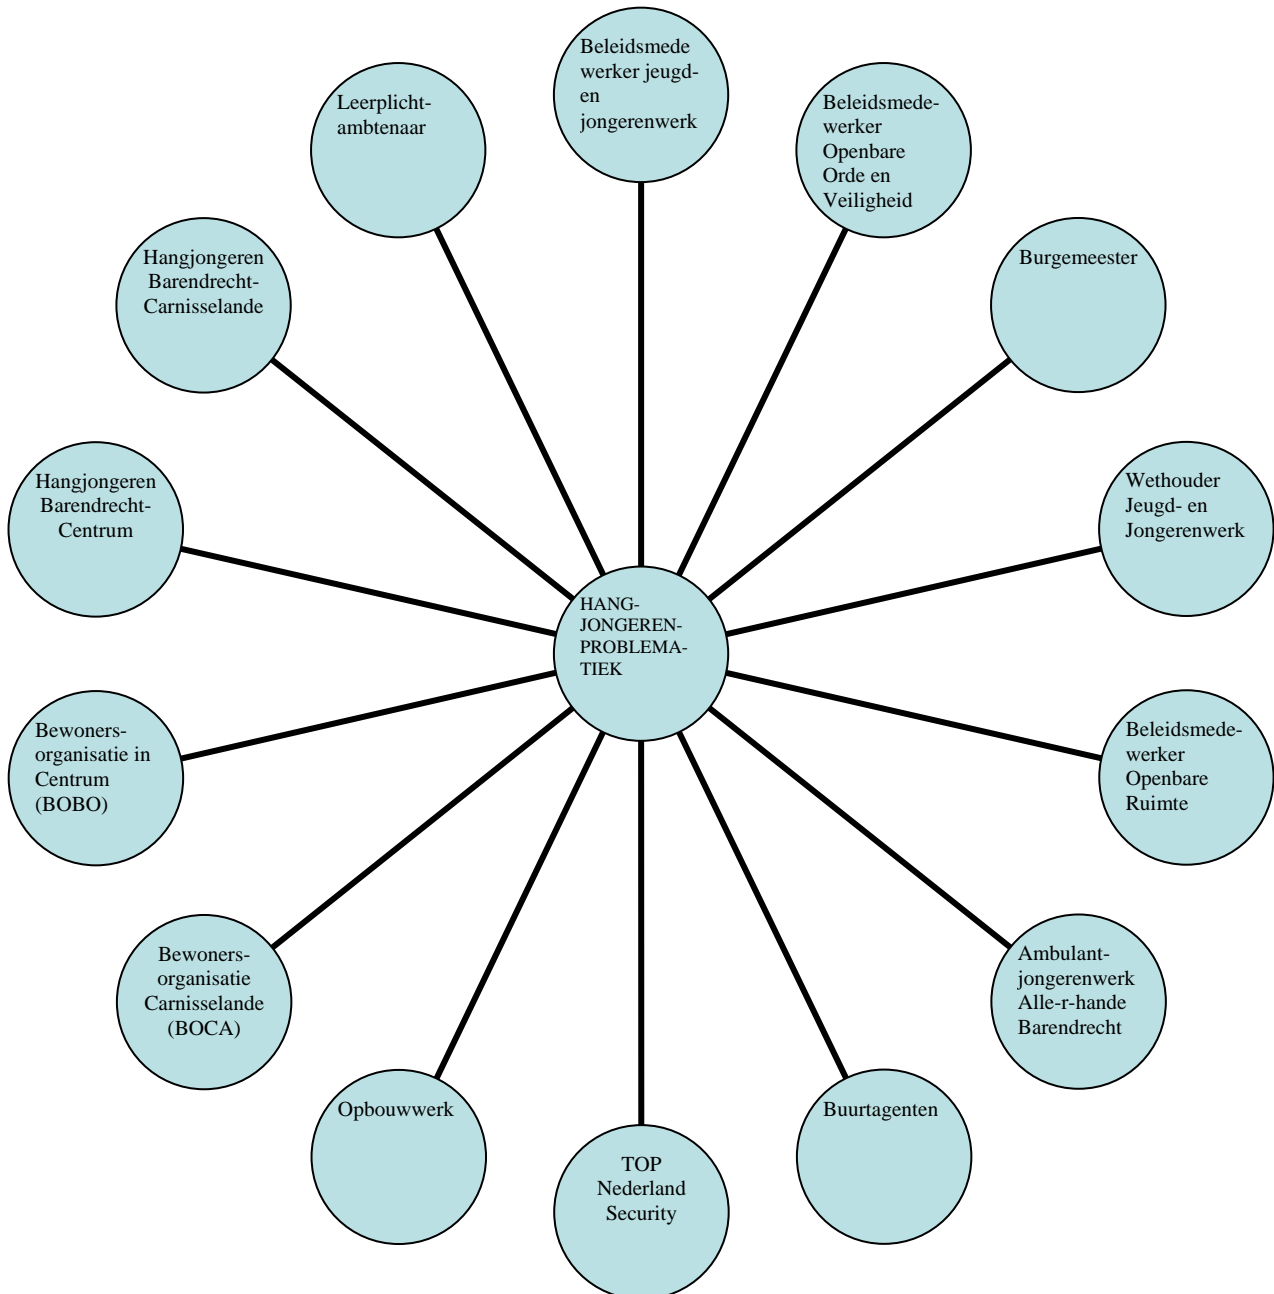 Beleidsmede
werker jeugd-
en
jongerenwerk
Beleidsmede-
werker
Openbare
Orde en
Veiligheid
Burgemeester
Wethouder
Jeugd- en
Jongerenwerk
Beleidsmede-
werker
Openbare
Ruimte
Ambulant-
jongerenwerk
Alle-r-hande
Barendrecht
Buurtagenten
TOP
Nederland
Security
Opbouwwerk
Bewoners-
organisatie
Carnisselande
(BOCA)
Bewoners-
organisatie in
Centrum
(BOBO)
Hangjongeren
Barendrecht-
Centrum
Hangjongeren
Barendrecht-
Carnisselande
Leerplicht-
ambtenaar
HANG-
JONGEREN-
PROBLEMA-
TIEK